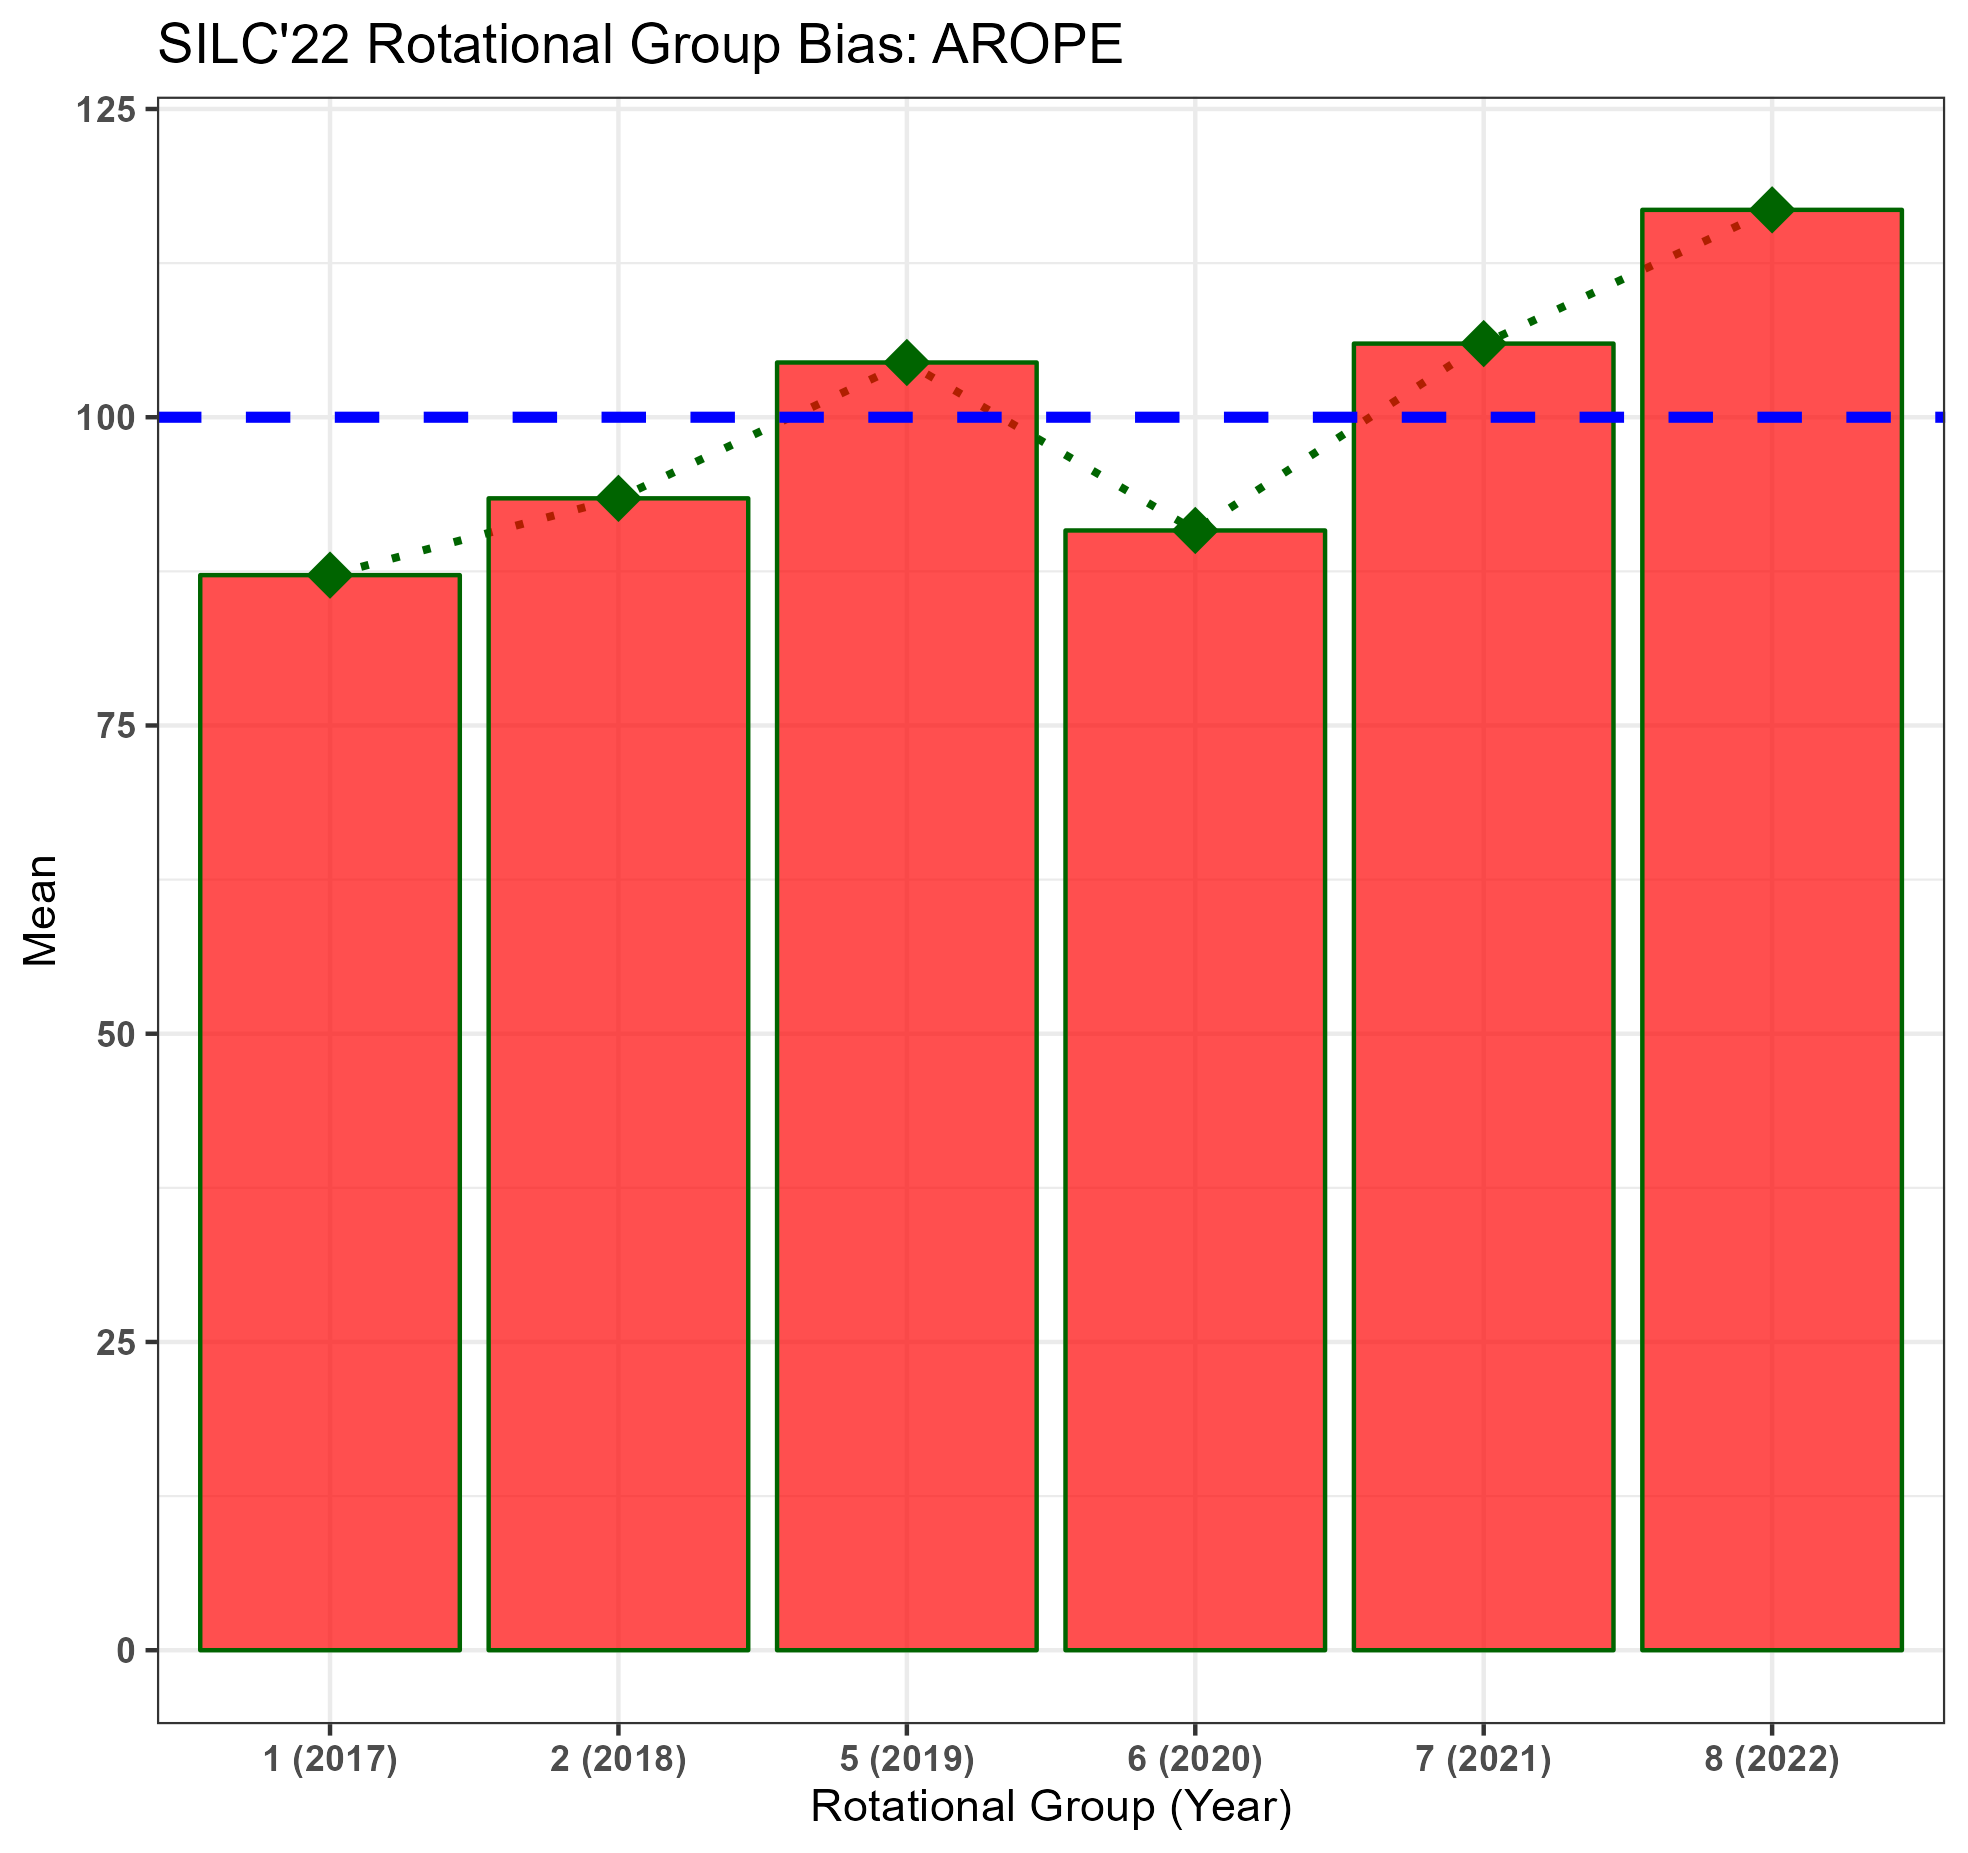 SILC'22 Rotational Group Bias: AROPE
125
100
75
50
25
0
Mean
1 (2017) 2 (2018) 5 (2019) 6 (2020) 7 (2021) 8 (2022)
Rotational Group (Year)